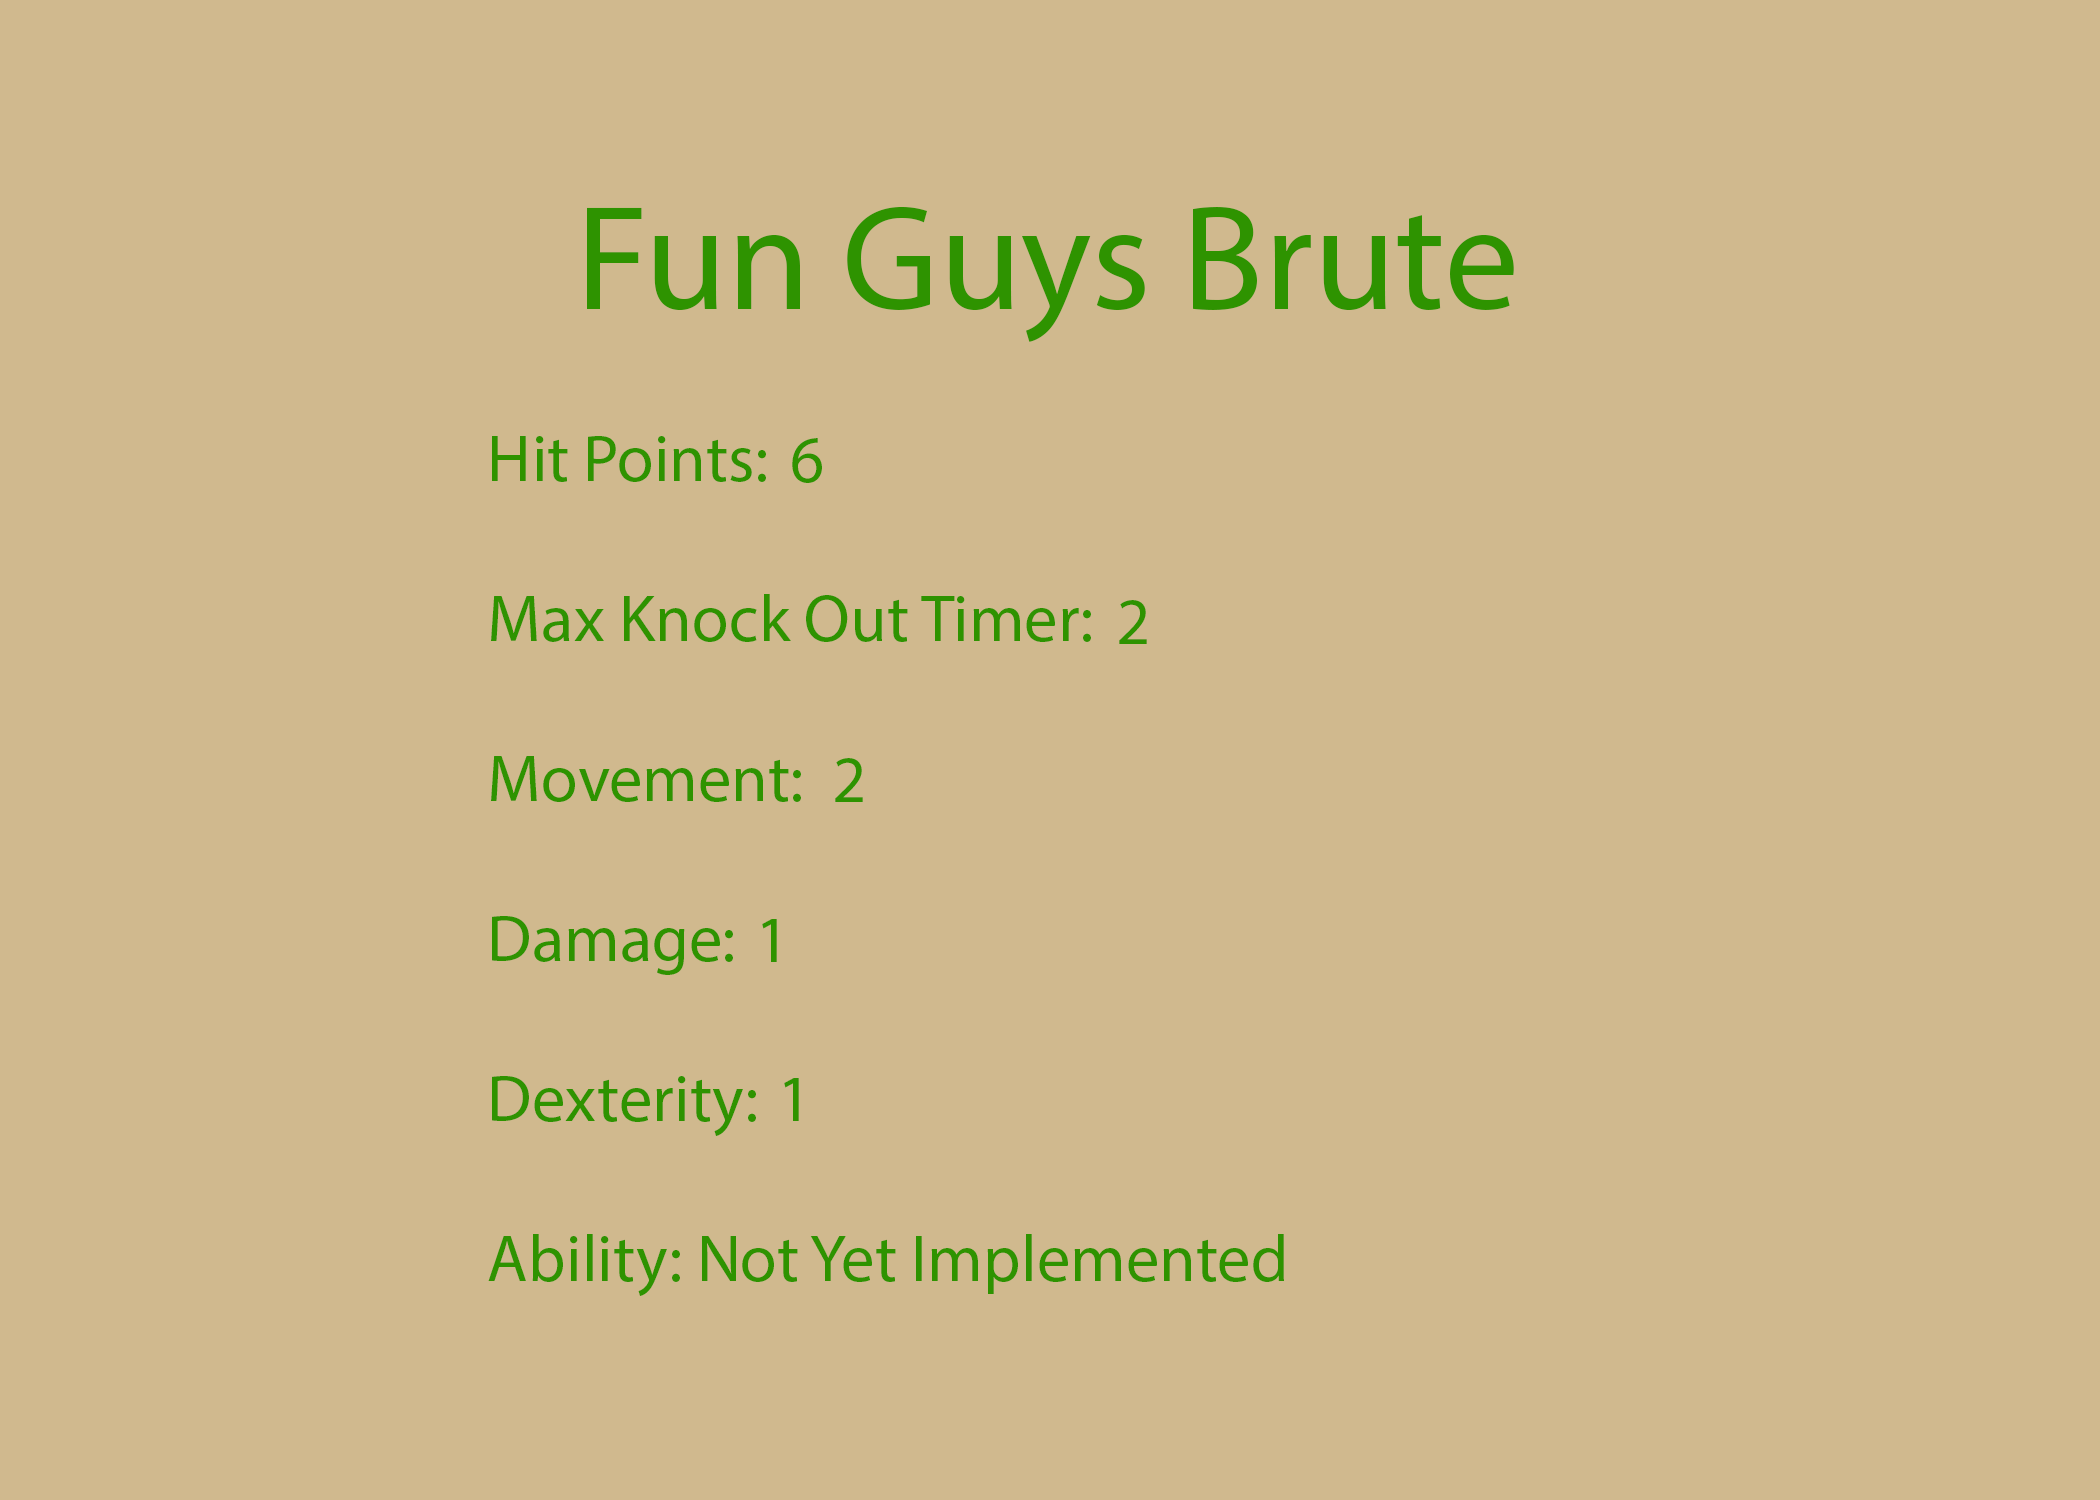 Fun Guys Brute
Hit Points: 6
Max Knock Out Timer: 2
Movement: 2
Damage: 1
Dexterity: 1
Ability: Not Yet Implemented